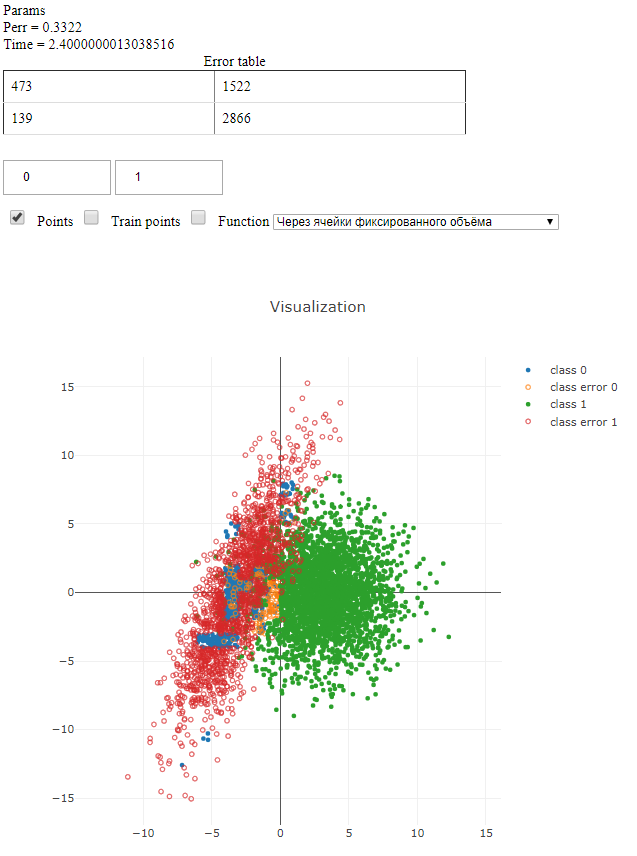 Params
Perr = 0.3322
Time = 2.4000000013038516
Error table
473 1522
139 2866
0 1
Points Train points Function Через ячейки фиксированного объёма
Visualization
class 0
class error 0
class 1
class error 1
15
10
5
0
−5
−10
−15
−10 −5 0 5 10 15